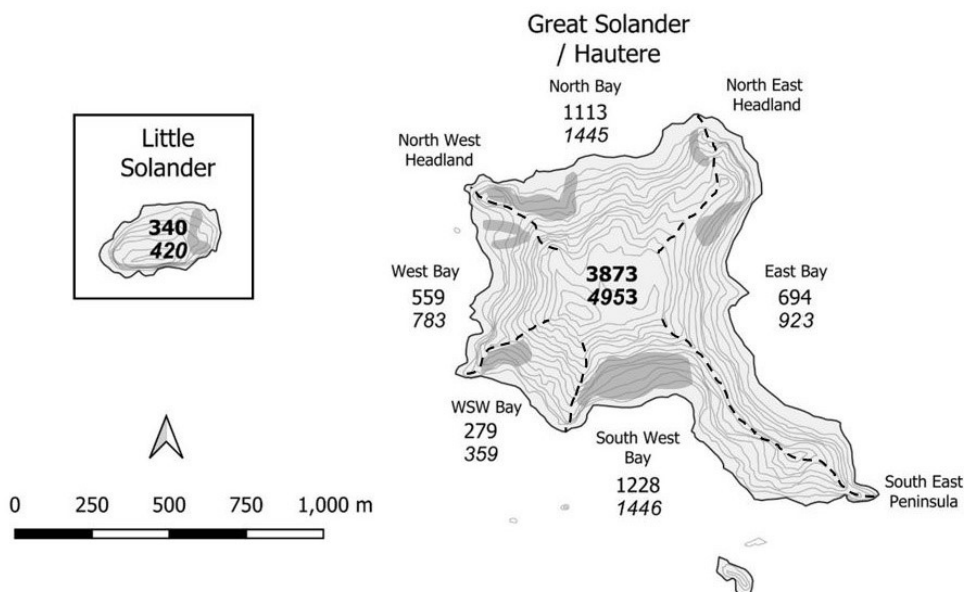 Great Solander
/ Hautere
North Bay
1113
1445
North East
Headland
North West
Headland
Little
Solander
340
420
West Bay
559
783
3873
4953
East Bay
694
923
WSW Bay
279
359
South West
Bay
1228
1446
South East
Peninsula
0 250 500 750 1,000 m